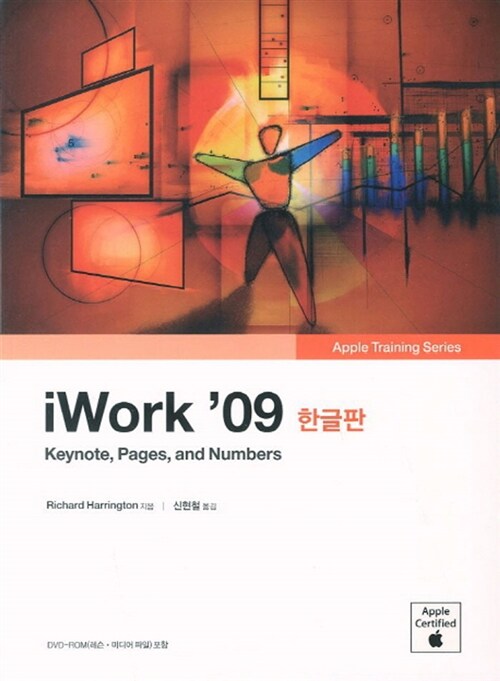 Apple Training Series
iWork ’09 한글판
Keynote, Pages, and Numbers
Richard Harrington 지음 | 신현철 옮김
Apple
Certified
DVD-ROM(레슨·미디어 파일) 포함